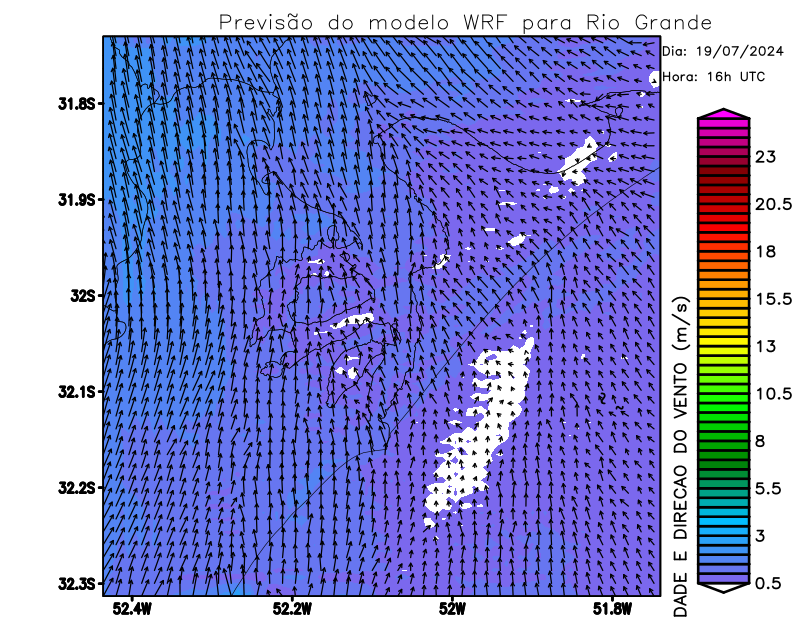 Previsão do modelo WRF para Rio Grande
Dia: 19/07/2024
Hora: 16h UTC
31.8S
31.9S
32S
32.1S
32.2S
32.3S
52.4W
52.2W
52W
51.8W
23
20.5
18
15.5
13
10.5
8
5.5
3
0.5
DADE E DIRECAO DO VENTO (m/s)